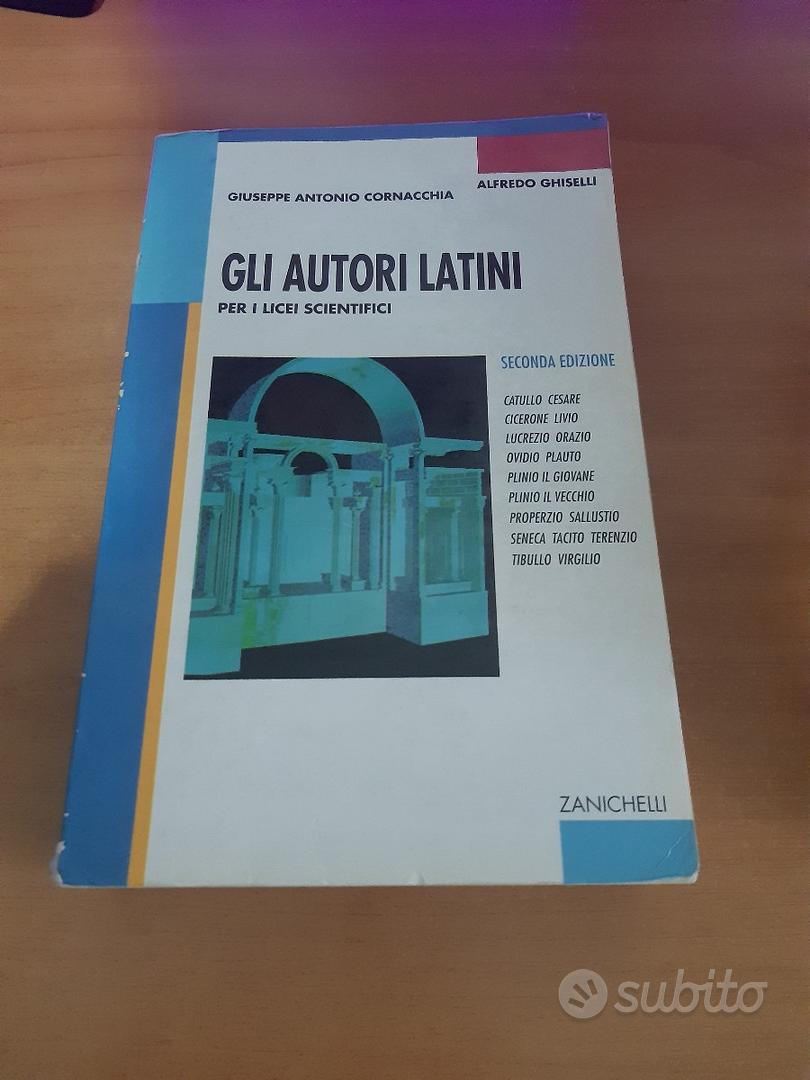 GIUSEPPE ANTONIO CORNACCHIA
ALFREDO GHISELLI
GLI AUTORI LATINI
PER I LICEI SCIENTIFICI
SECONDA EDIZIONE
CATULLO CESARE
CICERONE LIVIO
LUCREZIO ORAZIO
OVIDIO PLAUTO
PLINIO IL GIOVANE
PLINIO IL VECCHIO
PROPERZIO SALLUSTIO
SENECA TACITO TERENZIO
TIBULLO VIRGILIO
ZANICHELLI
subito